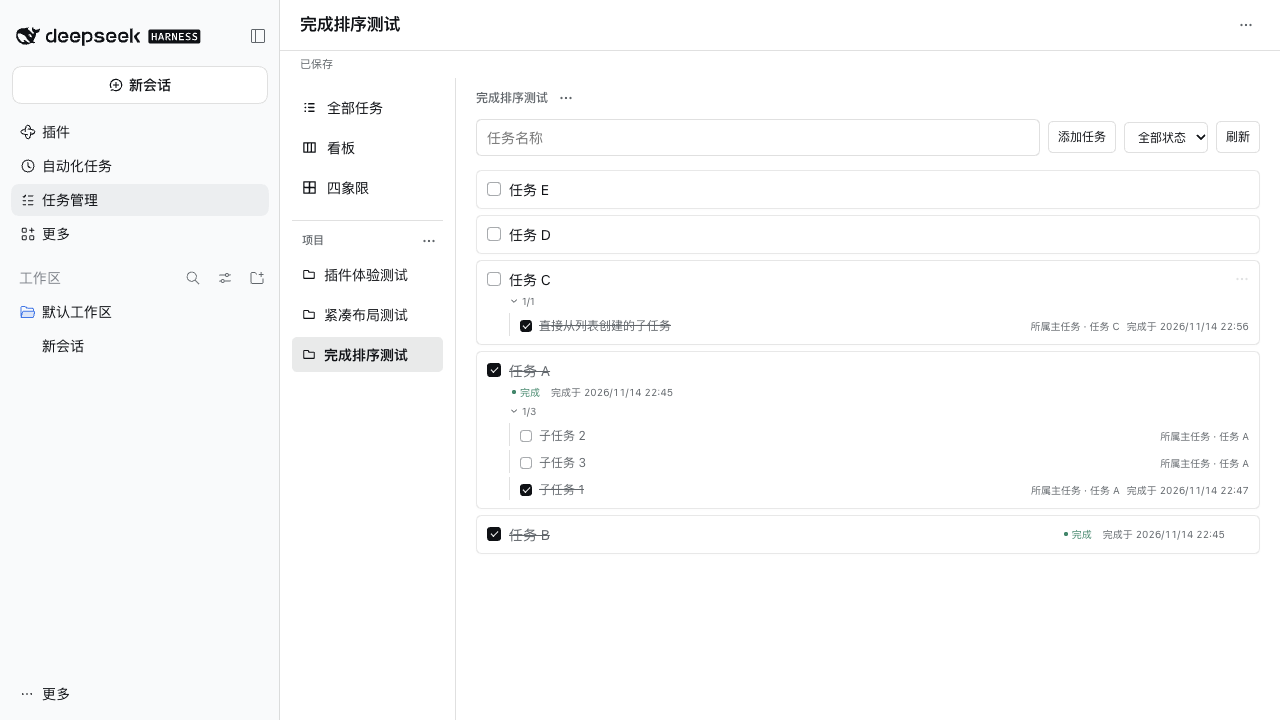 deepseek HARNESS
新会话
插件
自动化任务
任务管理
更多
工作区
默认工作区
新会话
更多
完成排序测试
已保存
全部任务
看板
四象限
项目
插件体验测试
紧凑布局测试
完成排序测试
完成排序测试
任务名称 添加任务 全部状态 刷新
任务 E
任务 D
任务 C
1/1
直接从列表创建的子任务 所属主任务 · 任务 C 完成于 2026/11/14 22:56
任务 A
完成 完成于 2026/11/14 22:45
1/3
子任务 2 所属主任务 · 任务 A
子任务 3 所属主任务 · 任务 A
子任务 1 所属主任务 · 任务 A 完成于 2026/11/14 22:47
任务 B 完成 完成于 2026/11/14 22:45